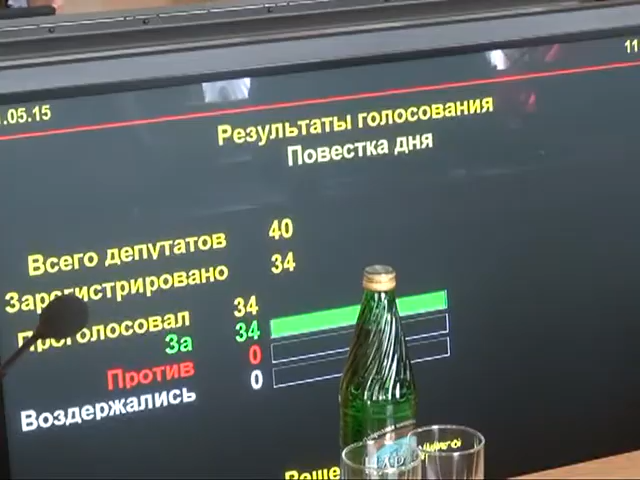 .05.15
11
Результаты голосования
Повестка дня
Всего депутатов 40
Зарегистрировано 34
Проголосовал 34
За 34
Против 0
Воздержались 0